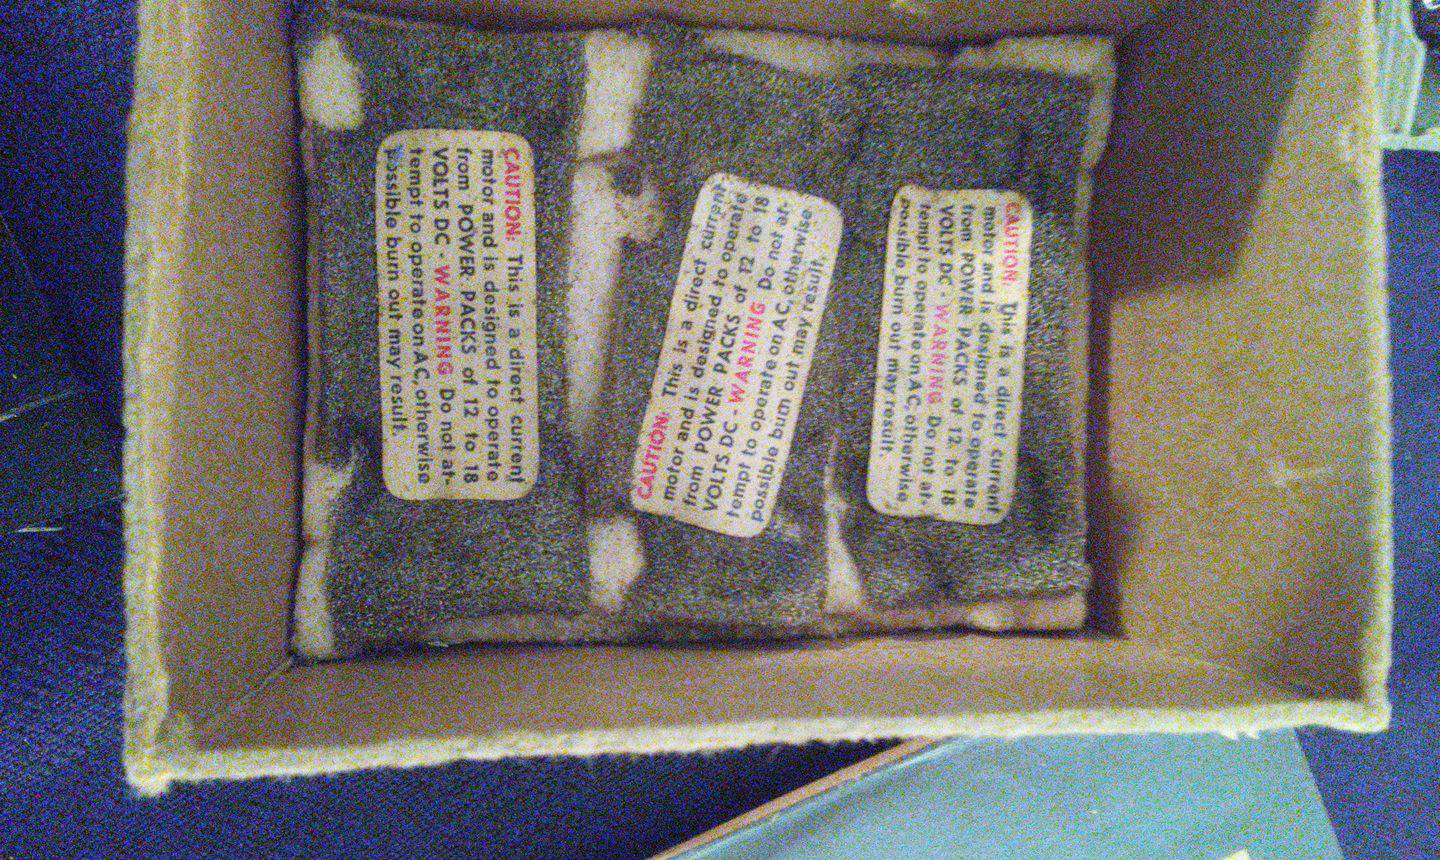 CAUTION: This is a direct current
motor and is designed to operate
from POWER PACKS of 12 to 18
VOLTS DC - WARNING Do not at-
tempt to operate on A C, otherwise
possible burn out may result.
CAUTION: This is a direct current
motor and is designed to operate
from POWER PACKS of 12 to 18
VOLTS DC - WARNING Do not at-
tempt to operate on A C, otherwise
possible burn out may result.
CAUTION: This is a direct current
motor and is designed to operate
from POWER PACKS of 12 to 18
VOLTS DC - WARNING Do not at-
tempt to operate on A C, otherwise
possible burn out may result.